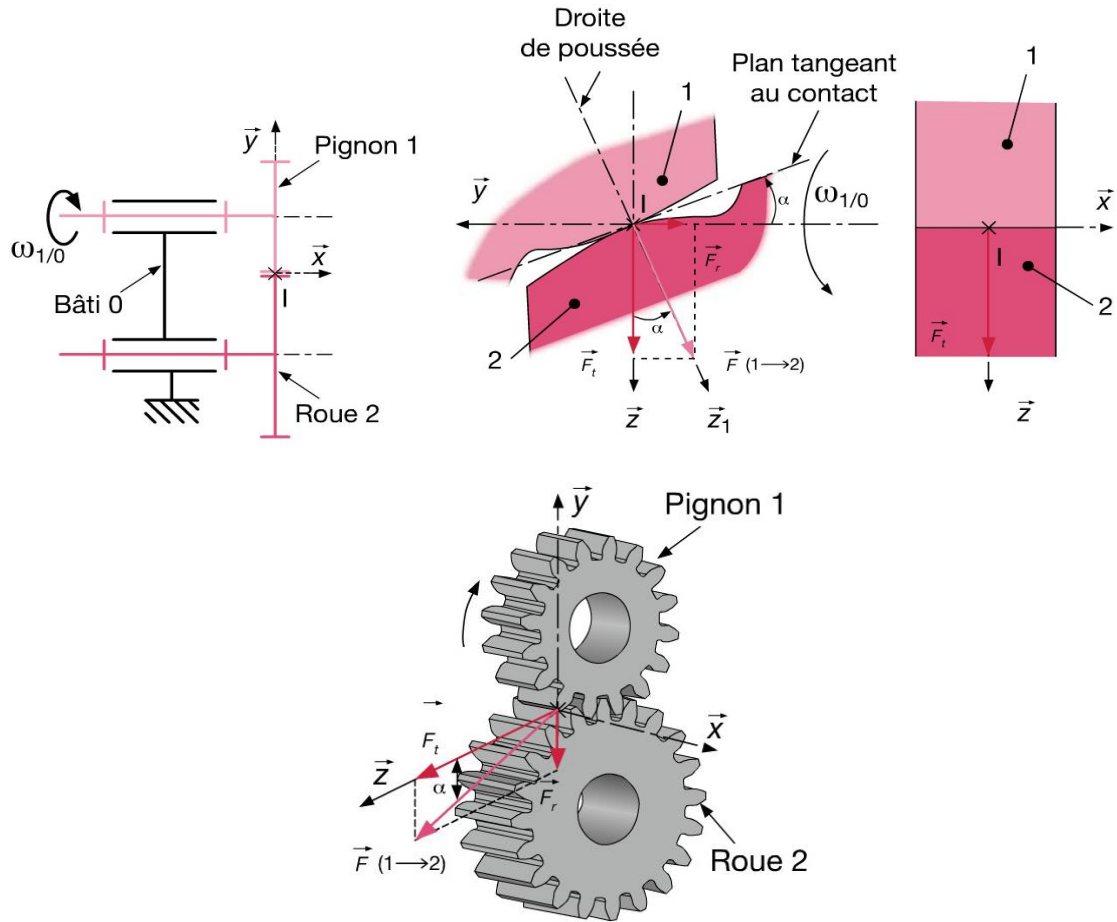 y
Pignon 1
ω1/0
x
Bâti 0
I
Roue 2
Droite
de poussée
Plan tangeant
au contact
1
y
I
α
ω1/0
Fr
2
α
Ft
F (1→2)
z
z1
1
x
I
2
Ft
z
y
Pignon 1
x
Ft
z
α
Fr
F (1→2)
Roue 2